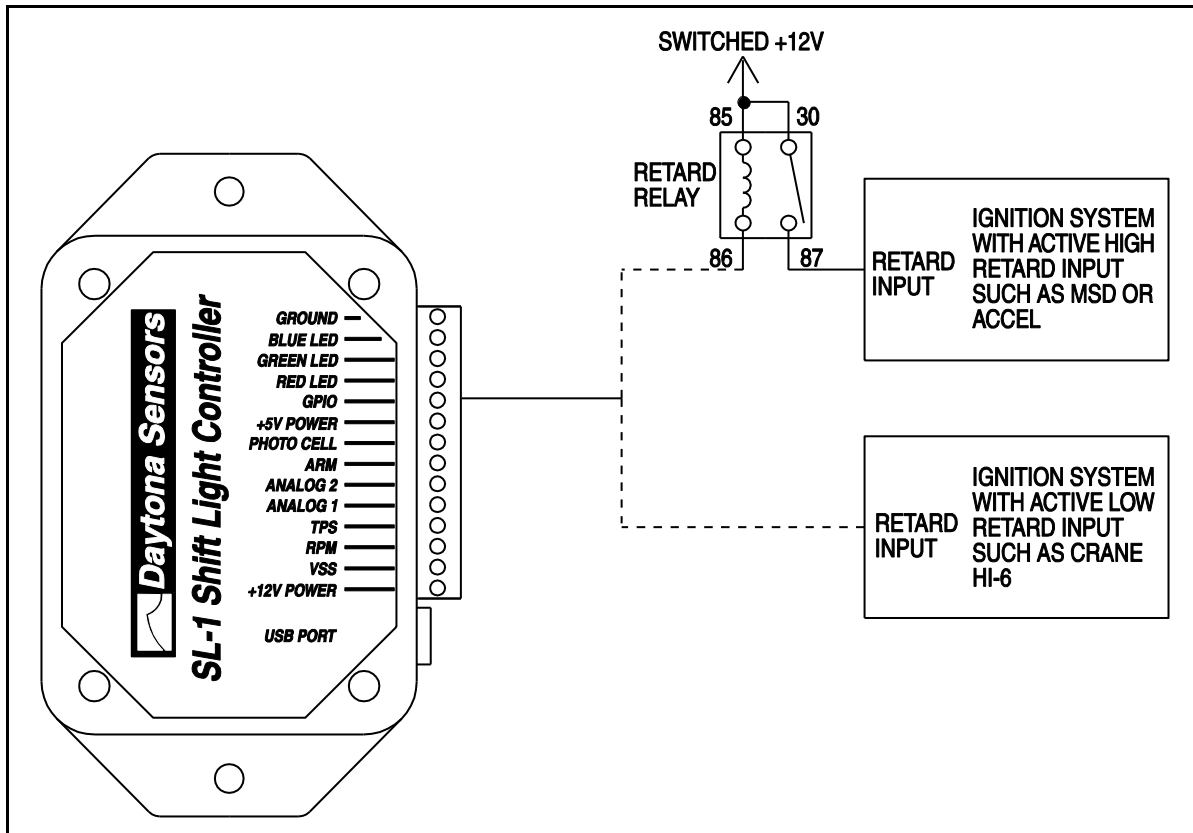 SWITCHED +12V
85 30
RETARD
RELAY
86 87
RETARD
INPUT
IGNITION SYSTEM
WITH ACTIVE HIGH
RETARD INPUT
SUCH AS MSD OR
ACCEL
Daytona Sensors
SL-1 Shift Light Controller
GROUND
BLUE LED
GREEN LED
RED LED
GPIO
+5V POWER
PHOTO CELL
ARM
ANALOG 2
ANALOG 1
TPS
RPM
VSS
+12V POWER
USB PORT
RETARD
INPUT
IGNITION SYSTEM
WITH ACTIVE LOW
RETARD INPUT
SUCH AS CRANE
HI-6